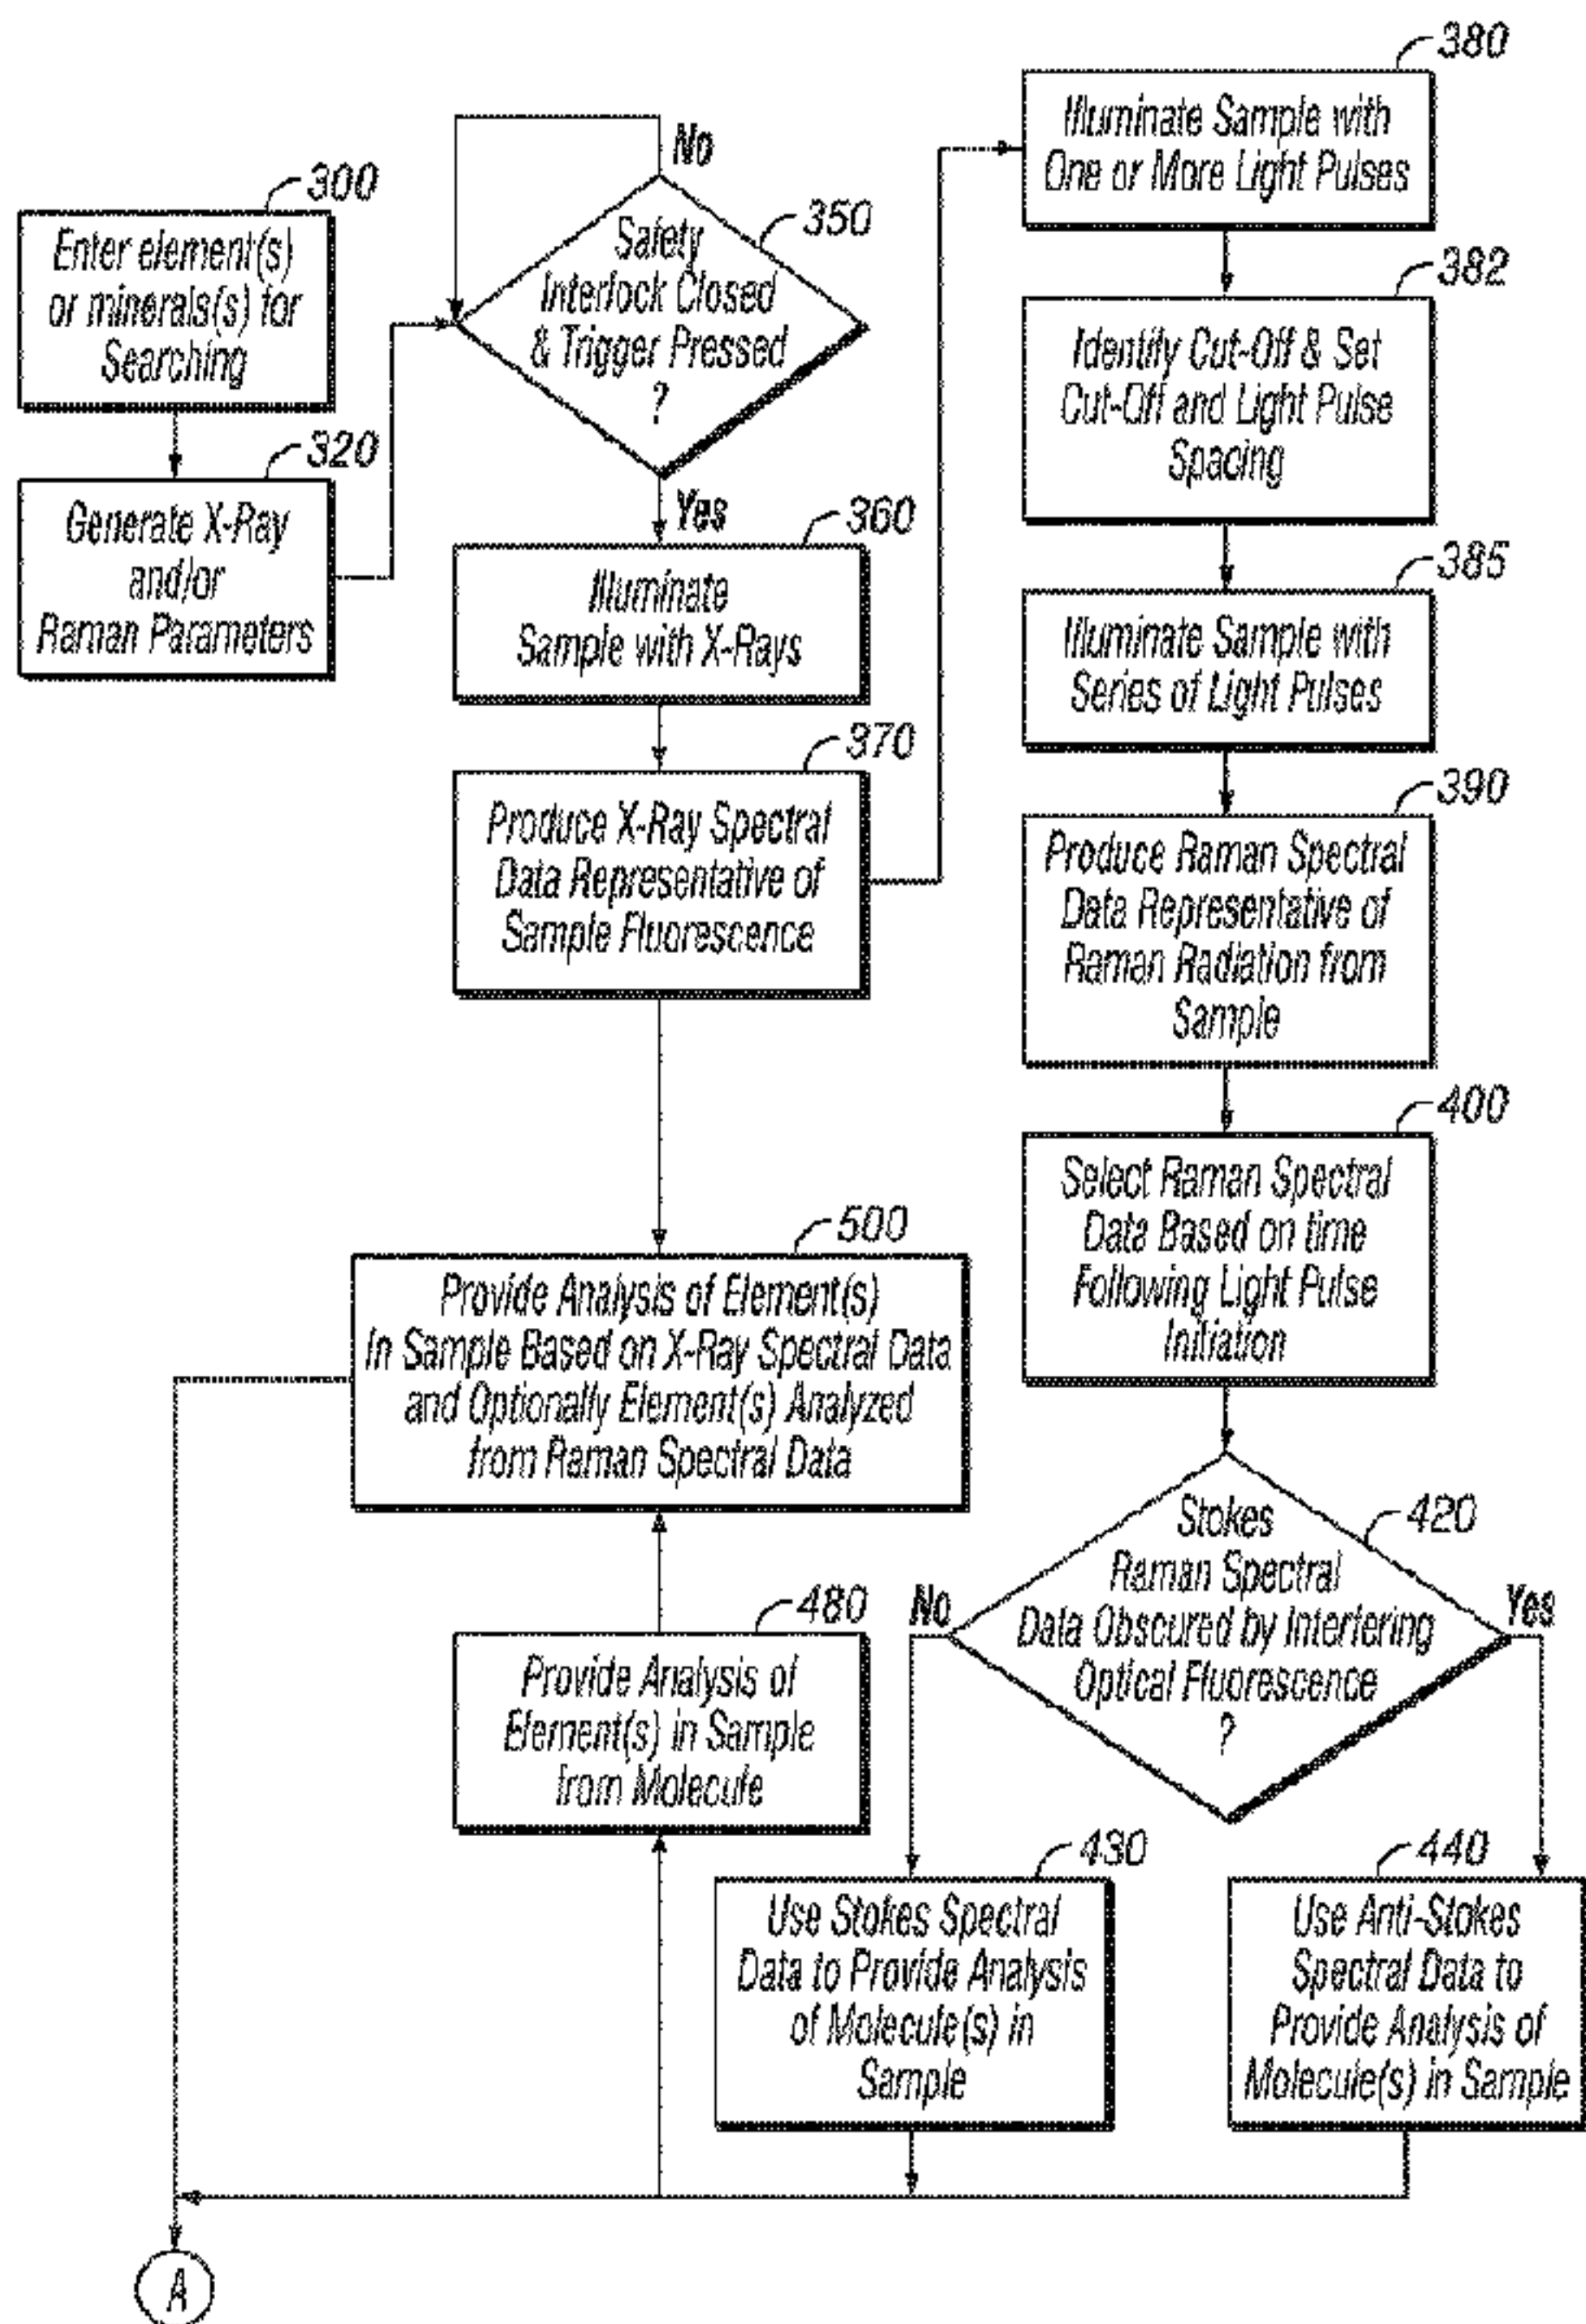 300
Enter element(s)
or minerals(s) for
Searching
320
Generate X-Ray
and/or
Raman Parameters
No
350
Safety
Interlock Closed
& Trigger Pressed
?
Yes
360
Illuminate
Sample with X-Rays
370
Produce X-Ray Spectral
Data Representative of
Sample Fluorescence
380
Illuminate Sample with
One or More Light Pulses
382
Identify Cut-Off & Set
Cut-Off and Light Pulse
Spacing
385
Illuminate Sample with
Series of Light Pulses
390
Produce Raman Spectral
Data Representative of
Raman Radiation from
Sample
400
Select Raman Spectral
Data Based on time
Following Light Pulse
Initiation
420
Stokes
Raman Spectral
Data Obscured by Interfering
Optical Fluorescence
?
No
Yes
430
Use Stokes Spectral
Data to Provide Analysis
of Molecule(s) in
Sample
440
Use Anti-Stokes
Spectral Data to
Provide Analysis of
Molecule(s) in Sample
480
Provide Analysis of
Element(s) in Sample
from Molecule
500
Provide Analysis of Element(s)
In Sample Based on X-Ray Spectral Data
and Optionally Element(s) Analyzed
from Raman Spectral Data
A